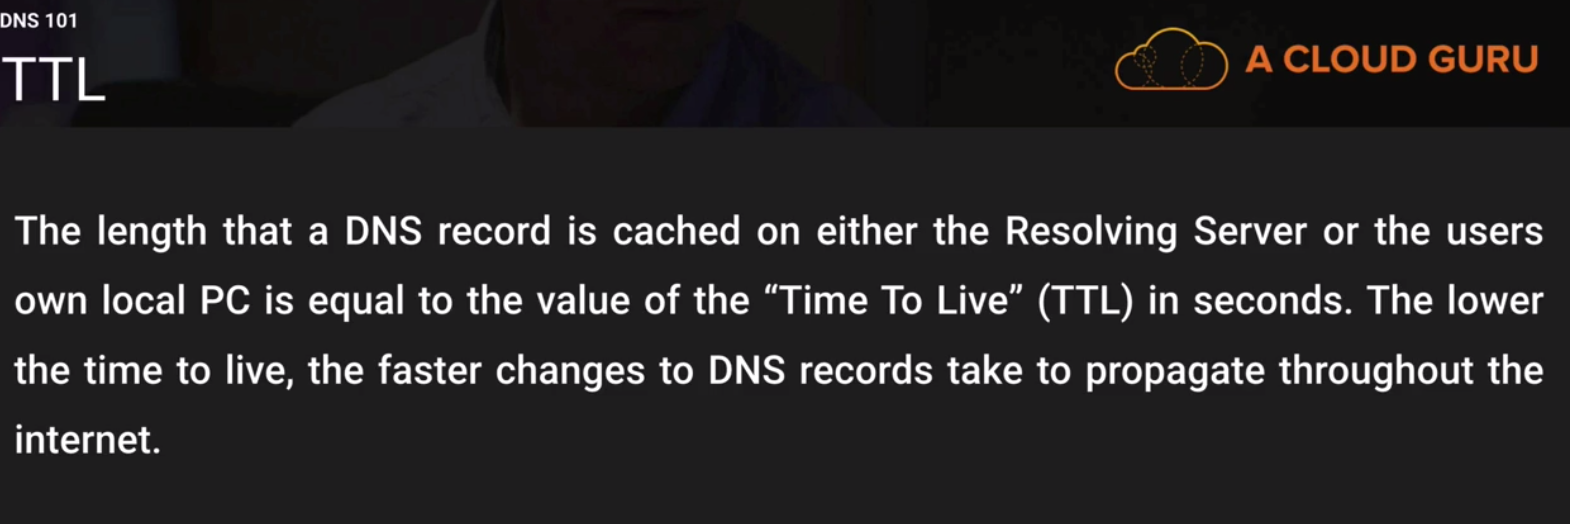 DNS 101
TTL
A CLOUD GURU
The length that a DNS record is cached on either the Resolving Server or the users
own local PC is equal to the value of the “Time To Live” (TTL) in seconds. The lower
the time to live, the faster changes to DNS records take to propagate throughout the
internet.